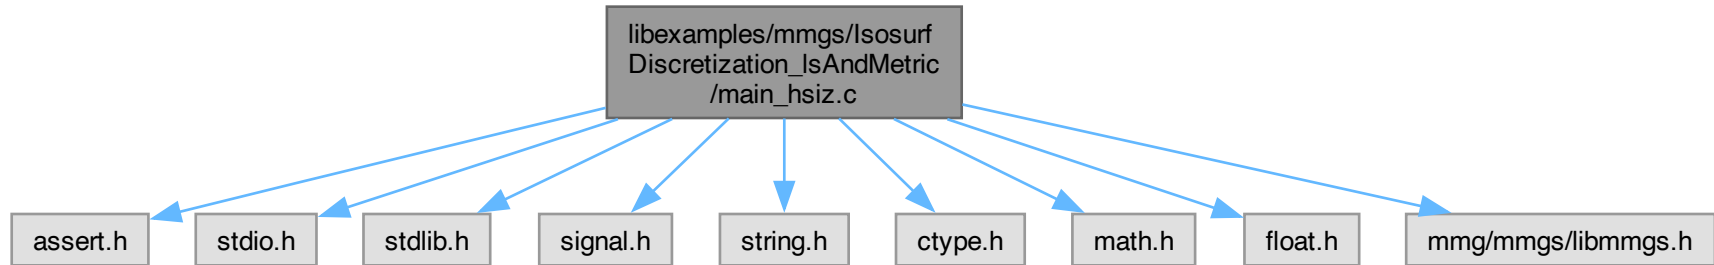 libexamples/mmgs/Isosurf
Discretization_lsAndMetric
/main_hsiz.c
assert.h
stdio.h
stdlib.h
signal.h
string.h
ctype.h
math.h
float.h
mmg/mmgs/libmmgs.h